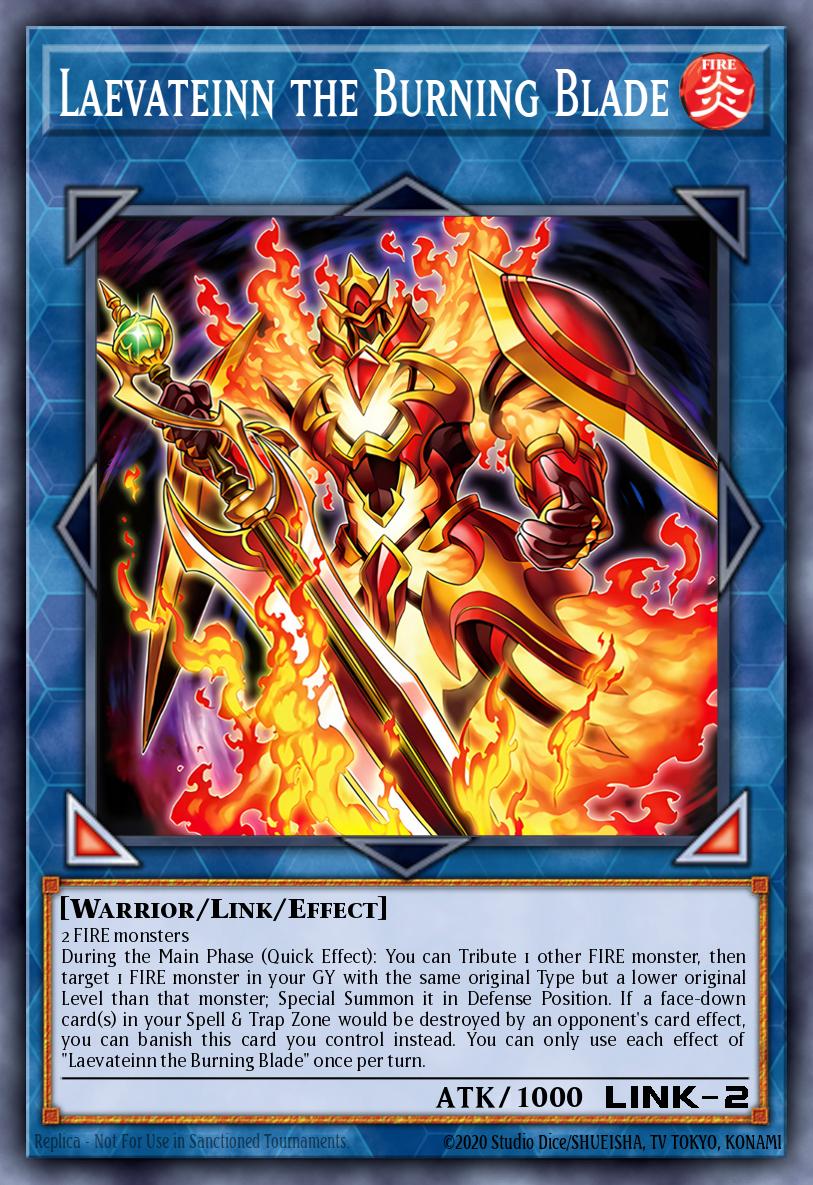 LAEVATEINN THE BURNING BLADE
FIRE
炎
[WARRIOR/LINK/EFFECT]
2 FIRE monsters
During the Main Phase (Quick Effect): You can Tribute 1 other FIRE monster, then
target 1 FIRE monster in your GY with the same original Type but a lower original
Level than that monster; Special Summon it in Defense Position. If a face-down
card(s) in your Spell & Trap Zone would be destroyed by an opponent's card effect,
you can banish this card you control instead. You can only use each effect of
"Laevateinn the Burning Blade" once per turn.
ATK/1000 LINK-2
Replica - Not For Use in Sanctioned Tournaments. ©2020 Studio Dice/SHUEISHA, TV TOKYO, KONAMI